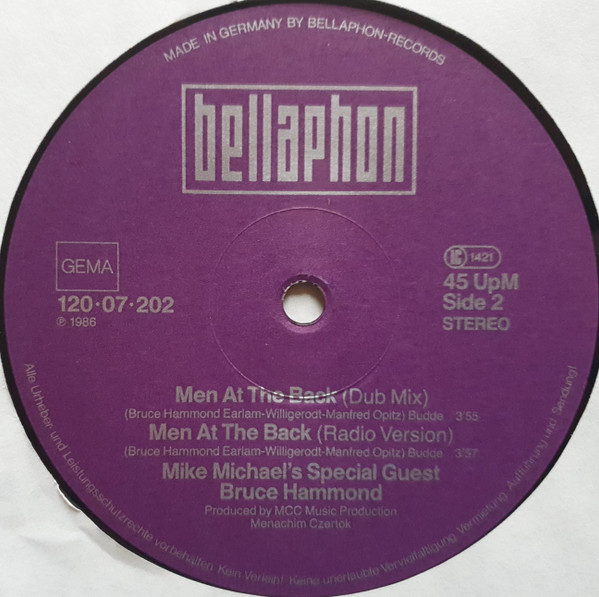 MADE IN GERMANY BY BELLAPHON-RECORDS
bellaphon
GEMA
120·07·202
℗ 1986
LC 1421
45 UpM
Side 2
STEREO
Men At The Back (Dub Mix)
(Bruce Hammond Earlam-Willigerodt-Manfred Opitz) Budde 3'55
Men At The Back (Radio Version)
(Bruce Hammond Earlam-Willigerodt-Manfred Opitz) Budde 3'57
Mike Michael's Special Guest
Bruce Hammond
Produced by MCC Music Production
Menachim Czertok
Alle Urheber und Leistungsschutzrechte vorbehalten. Kein Verleih! Keine unerlaubte Vervielfältigung, Vermietung, Aufführung und Sendung!